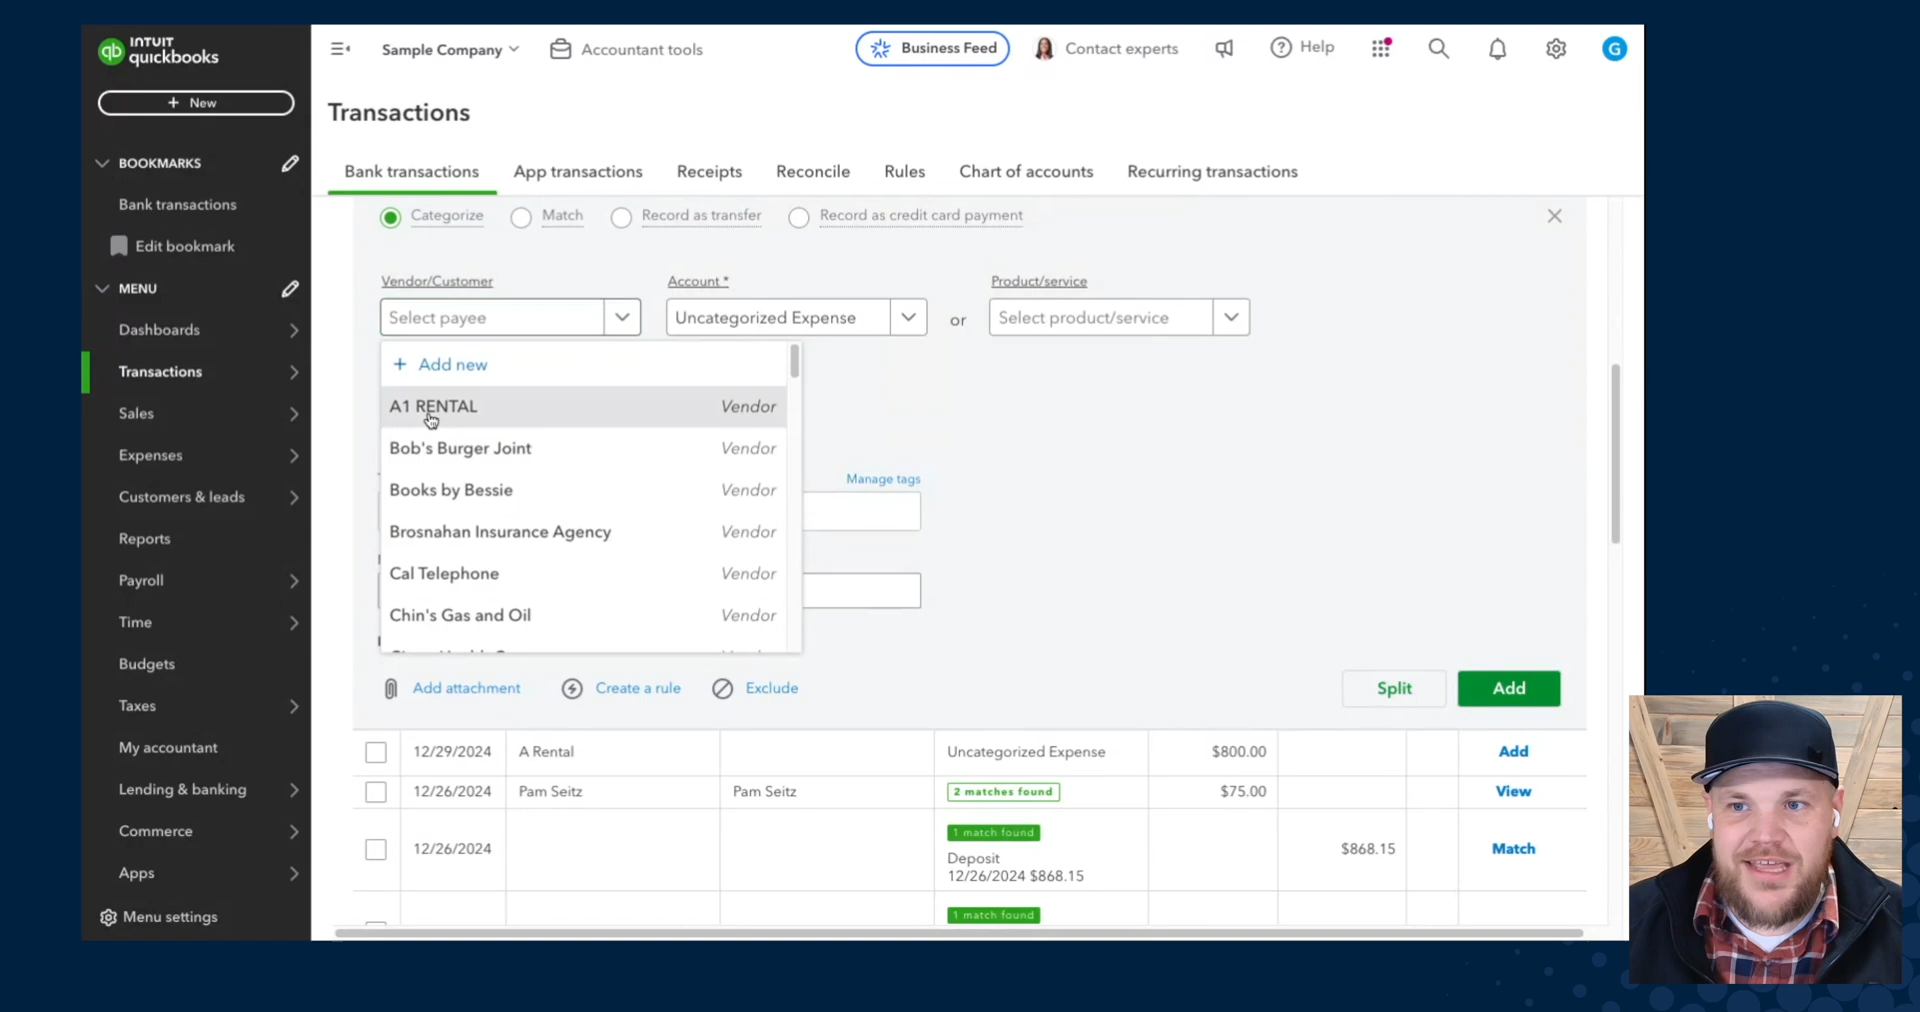 INTUIT
qb quickbooks
+ New
BOOKMARKS
Bank transactions
Edit bookmark
MENU
Dashboards
Transactions
Sales
Expenses
Customers & leads
Reports
Payroll
Time
Budgets
Taxes
My accountant
Lending & banking
Commerce
Apps
Menu settings
Sample Company
Accountant tools
Business Feed
Contact experts
Help
G
Transactions
Bank transactions App transactions Receipts Reconcile Rules Chart of accounts Recurring transactions
Categorize Match Record as transfer Record as credit card payment
Vendor/Customer Account * Product/service
Select payee Uncategorized Expense or Select product/service
+ Add new
A1 RENTAL Vendor
Bob's Burger Joint Vendor
Books by Bessie Vendor
Brosnahan Insurance Agency Vendor
Cal Telephone Vendor
Chin's Gas and Oil Vendor
Manage tags
Add attachment Create a rule Exclude Split Add
12/29/2024 A Rental Uncategorized Expense $800.00 Add
12/26/2024 Pam Seitz Pam Seitz 2 matches found $75.00 View
1 match found
12/26/2024 $868.15 Match
Deposit
12/26/2024 $868.15
1 match found